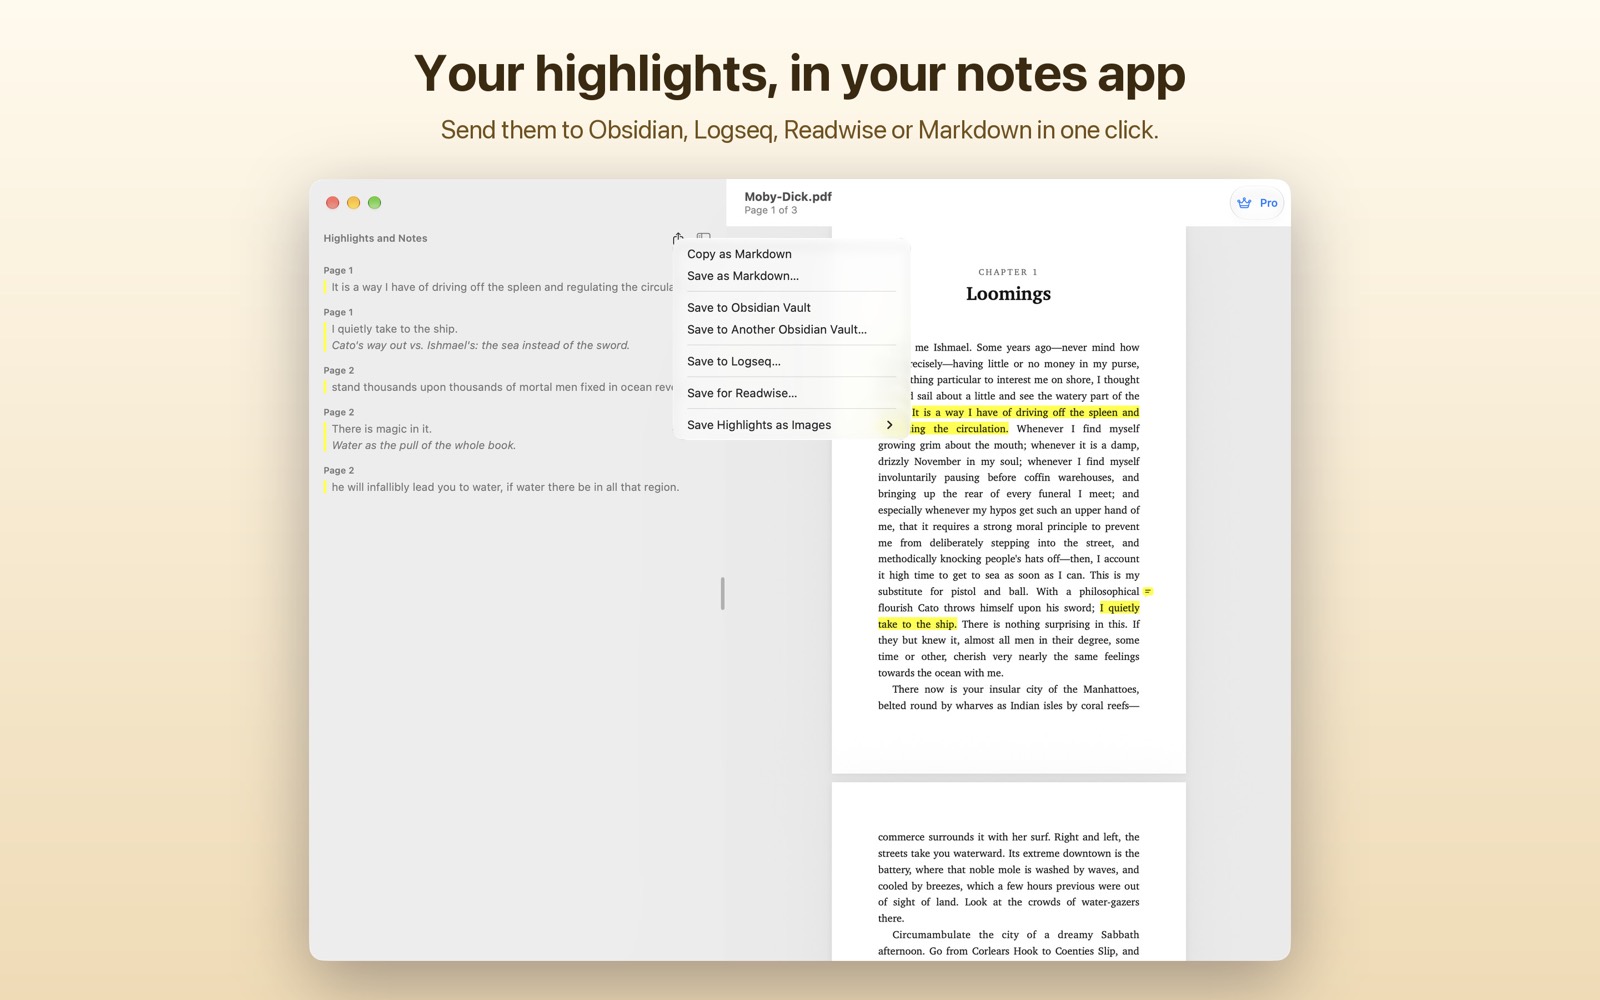 Your highlights, in your notes app
Send them to Obsidian, Logseq, Readwise or Markdown in one click.
Moby-Dick.pdf
Page 1 of 3
Pro
Highlights and Notes
Page 1
It is a way I have of driving off the spleen and regulating the circula
Page 1
I quietly take to the ship.
Cato's way out vs. Ishmael's: the sea instead of the sword.
Page 2
stand thousands upon thousands of mortal men fixed in ocean reve
Page 2
There is magic in it.
Water as the pull of the whole book.
Page 2
he will infallibly lead you to water, if water there be in all that region.
Copy as Markdown
Save as Markdown...
Save to Obsidian Vault
Save to Another Obsidian Vault...
Save to Logseq...
Save for Readwise...
Save Highlights as Images
CHAPTER 1
Loomings
me Ishmael. Some years ago—never mind how
recisely—having little or no money in my purse,
thing particular to interest me on shore, I thought
sail about a little and see the watery part of the
It is a way I have of driving off the spleen and
ing the circulation. Whenever I find myself
growing grim about the mouth; whenever it is a damp,
drizzly November in my soul; whenever I find myself
involuntarily pausing before coffin warehouses, and
bringing up the rear of every funeral I meet; and
especially whenever my hypos get such an upper hand of
me, that it requires a strong moral principle to prevent
me from deliberately stepping into the street, and
methodically knocking people's hats off—then, I account
it high time to get to sea as soon as I can. This is my
substitute for pistol and ball. With a philosophical
flourish Cato throws himself upon his sword; I quietly
take to the ship. There is nothing surprising in this. If
they but knew it, almost all men in their degree, some
time or other, cherish very nearly the same feelings
towards the ocean with me.
There now is your insular city of the Manhattoes,
belted round by wharves as Indian isles by coral reefs—
commerce surrounds it with her surf. Right and left, the
streets take you waterward. Its extreme downtown is the
battery, where that noble mole is washed by waves, and
cooled by breezes, which a few hours previous were out
of sight of land. Look at the crowds of water-gazers
there.
Circumambulate the city of a dreamy Sabbath
afternoon. Go from Corlears Hook to Coenties Slip, and